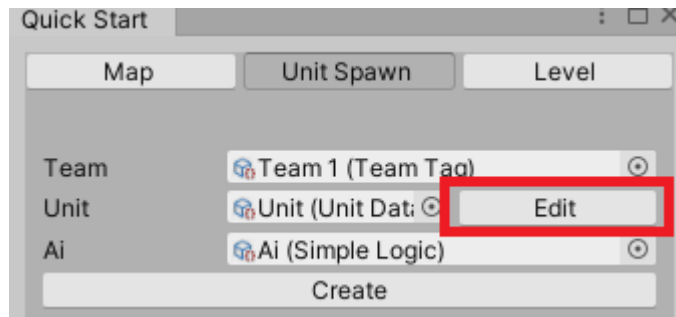 Quick Start
Map Unit Spawn Level
Team Team 1 (Team Tag)
Unit Unit (Unit Dat Edit
Ai Ai (Simple Logic)
Create